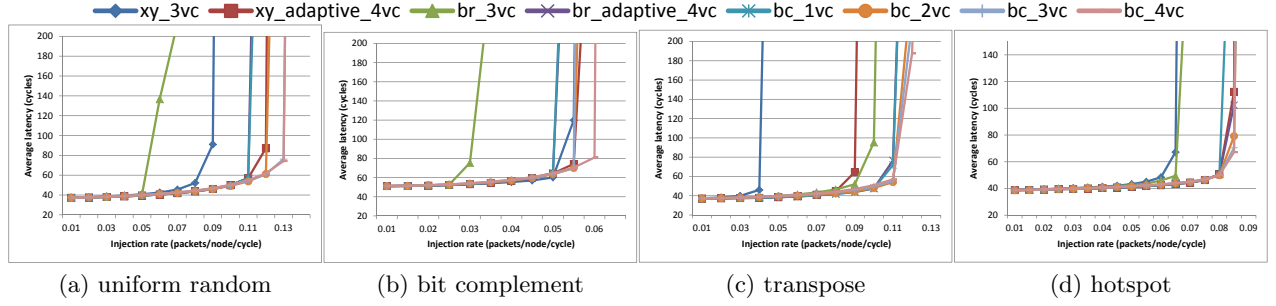 xy_3vc xy_adaptive_4vc br_3vc br_adaptive_4vc bc_1vc bc_2vc bc_3vc bc_4vc
Average latency (cycles)
200
180
160
140
120
100
80
60
40
20
0.01 0.03 0.05 0.07 0.09 0.11 0.13
Injection rate (packets/node/cycle)
(a) uniform random
Average latency (cycles)
200
180
160
140
120
100
80
60
40
20
0.01 0.02 0.03 0.04 0.05 0.06
Injection rate (packets/node/cycle)
(b) bit complement
Average latency (cycles)
200
180
160
140
120
100
80
60
40
20
0.01 0.03 0.05 0.07 0.09 0.11
Injection rate (packets/node/cycle)
(c) transpose
Average latency (cycles)
140
120
100
80
60
40
20
0.01 0.02 0.03 0.04 0.05 0.06 0.07 0.08 0.09
Injection rate (packets/node/cycle)
(d) hotspot